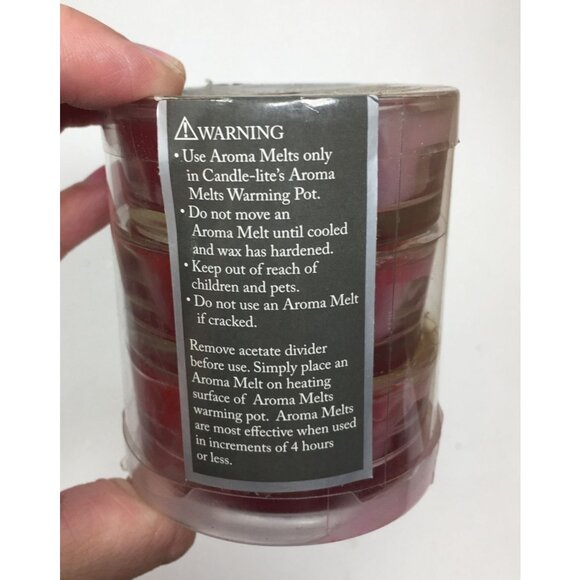 ⚠WARNING
• Use Aroma Melts only
in Candle-lite's Aroma
Melts Warming Pot.
• Do not move an
Aroma Melt until cooled
and wax has hardened.
• Keep out of reach of
children and pets.
• Do not use an Aroma Melt
if cracked.
Remove acetate divider
before use. Simply place an
Aroma Melt on heating
surface of Aroma Melts
warming pot. Aroma Melts
are most effective when used
in increments of 4 hours
or less.